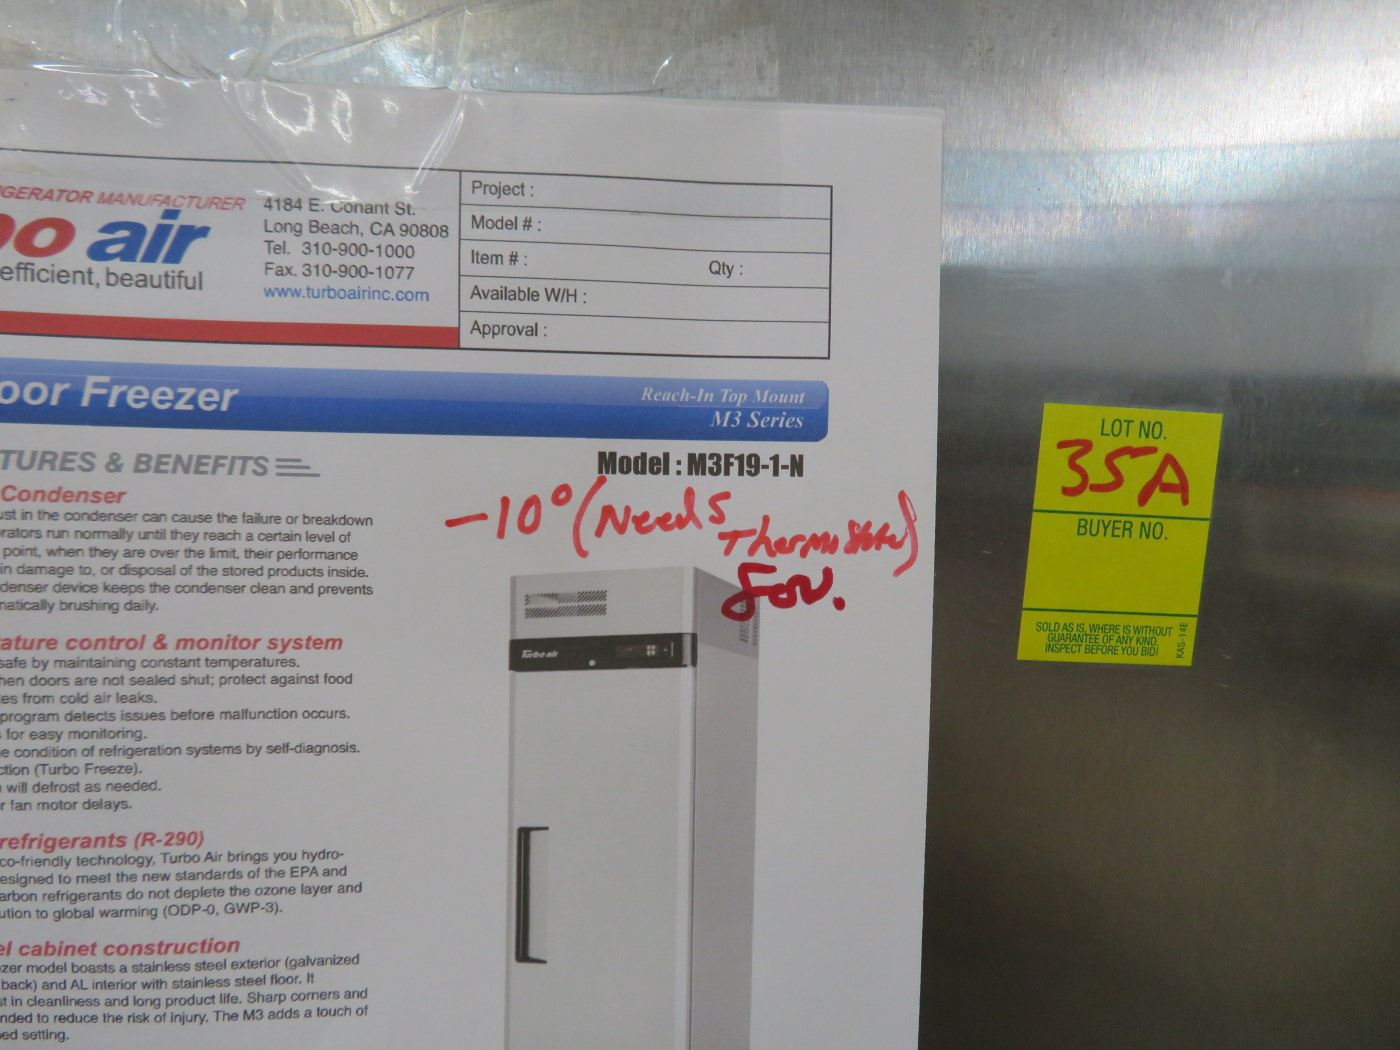 GERATOR MANUFACTURER
bo air
efficient, beautiful
4184 E. Conant St.
Long Beach, CA 90808
Tel. 310-900-1000
Fax. 310-900-1077
www.turboairinc.com
Project :
Model # :
Item # : Qty :
Available W/H :
Approval :
oor Freezer
Reach-In Top Mount
M3 Series
TURES & BENEFITS
Model : M3F19-1-N
-10° (Needs
Condenser
ust in the condenser can cause the failure or breakdown
rators run normally until they reach a certain level of
point, when they are over the limit, their performance
in damage to, or disposal of the stored products inside.
denser device keeps the condenser clean and prevents
matically brushing daily.
ature control & monitor system
safe by maintaining constant temperatures.
hen doors are not sealed shut; protect against food
es from cold air leaks.
program detects issues before malfunction occurs.
for easy monitoring.
e condition of refrigeration systems by self-diagnosis.
ction (Turbo Freeze).
will defrost as needed.
r fan motor delays.
refrigerants (R-290)
co-friendly technology, Turbo Air brings you hydro-
esigned to meet the new standards of the EPA and
arbon refrigerants do not deplete the ozone layer and
ution to global warming (ODP-0, GWP-3).
el cabinet construction
zer model boasts a stainless steel exterior (galvanized
back) and AL interior with stainless steel floor. It
st in cleanliness and long product life. Sharp corners and
nded to reduce the risk of injury. The M3 adds a touch of
ed setting.
Turbo air
LOT NO.
35A
BUYER NO.
SOLD AS IS, WHERE IS WITHOUT
GUARANTEE OF ANY KIND.
INSPECT BEFORE YOU BID!
KAS-14E